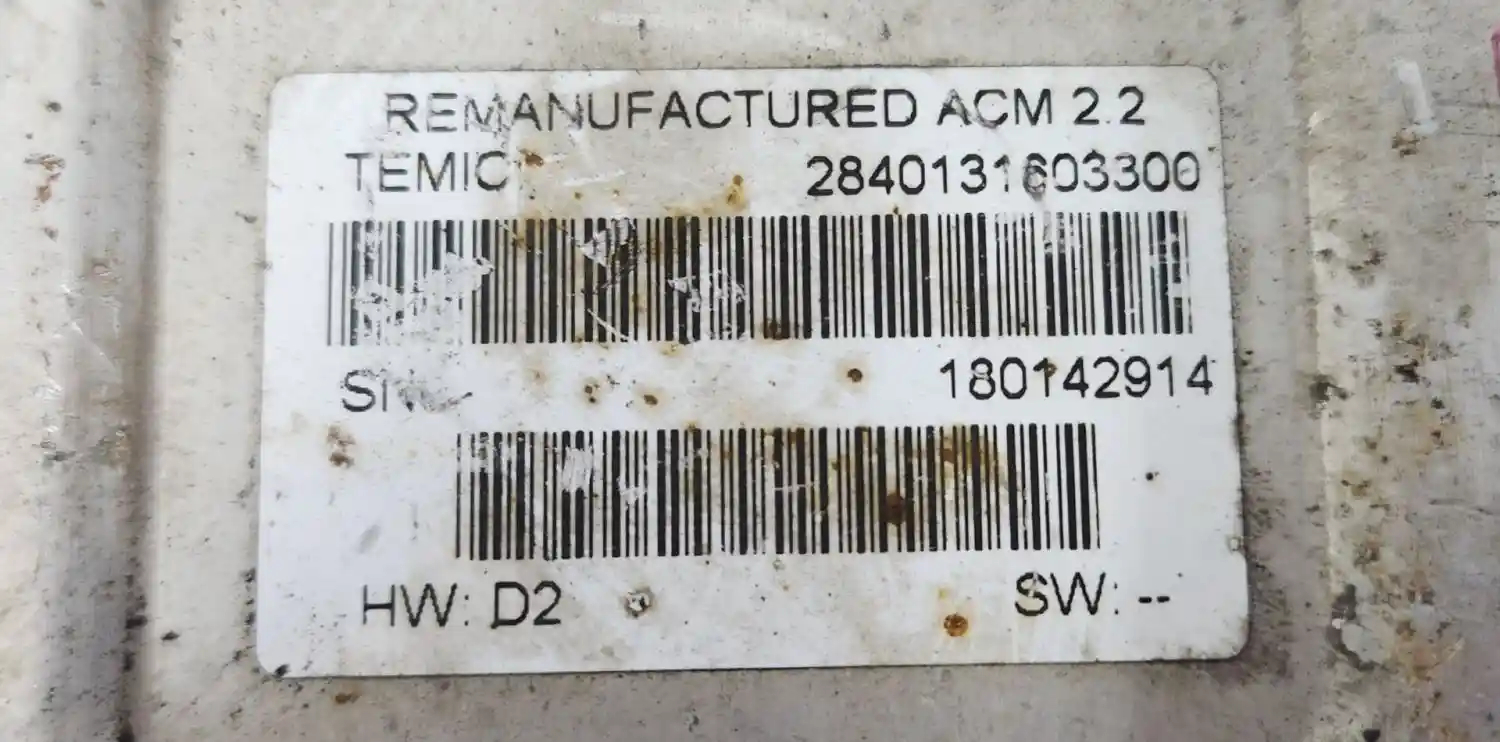 REMANUFACTURED ACM 2.2
TEMIC 2840131603300
180142914
HW: D2 SW: --